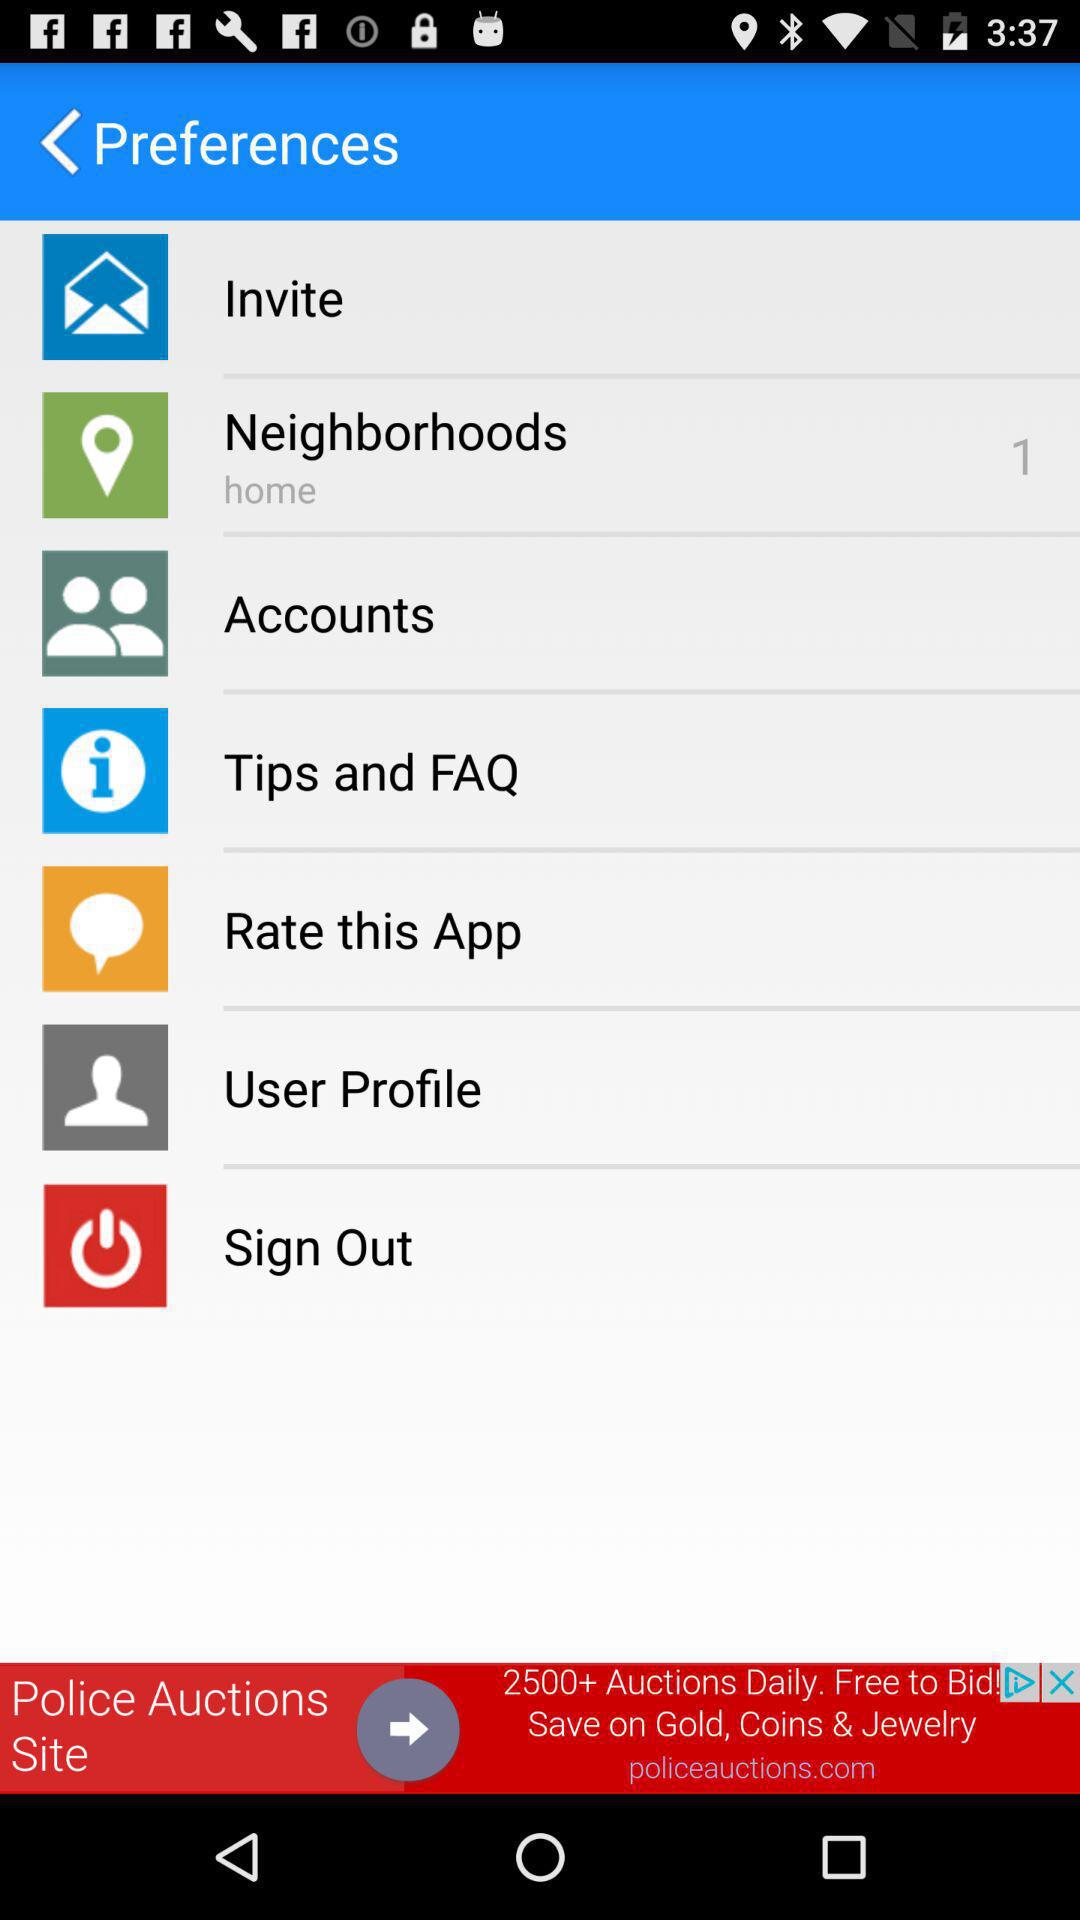 3:37
Preferences
Invite
Neighborhoods
home
1
Accounts
Tips and FAQ
Rate this App
User Profile
Sign Out
Police Auctions
Site
2500+ Auctions Daily. Free to Bid!
Save on Gold, Coins & Jewelry
policeauctions.com